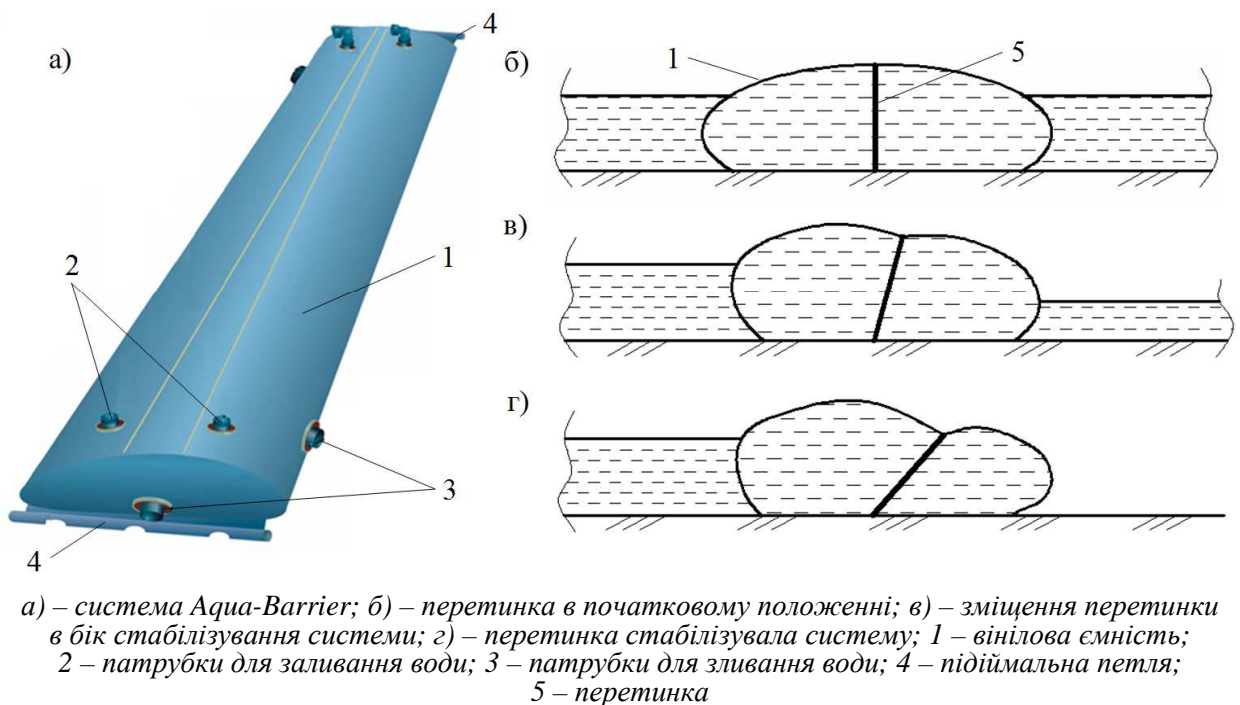 а)
4
1
2
3
4
б)
1
5
в)
г)
а) – система Aqua-Barrier; б) – перетинка в початковому положенні; в) – зміщення перетинки
в бік стабілізування системи; г) – перетинка стабілізувала систему; 1 – вінілова ємність;
2 – патрубки для заливання води; 3 – патрубки для зливання води; 4 – підіймальна петля;
5 – перетинка